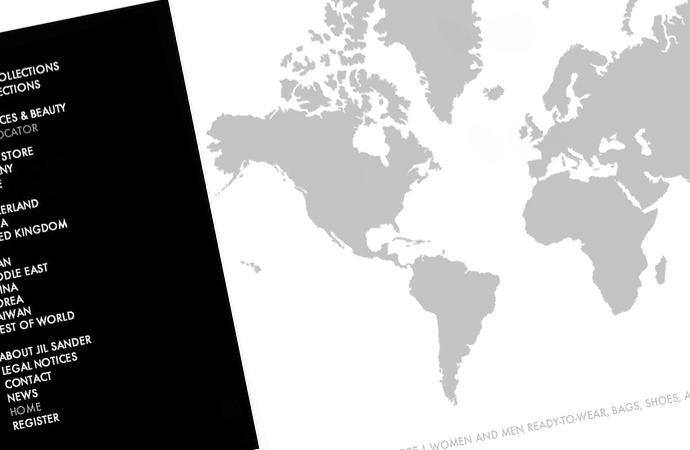 OLLECTIONS
ECTIONS
CES & BEAUTY
OCATOR
STORE
NY
E
ERLAND
A
ED KINGDOM
AN
DDLE EAST
INA
OREA
AIWAN
EST OF WORLD
ABOUT JIL SANDER
LEGAL NOTICES
CONTACT
NEWS
HOME
REGISTER
RE | WOMEN AND MEN READY-TO-WEAR, BAGS, SHOES, A